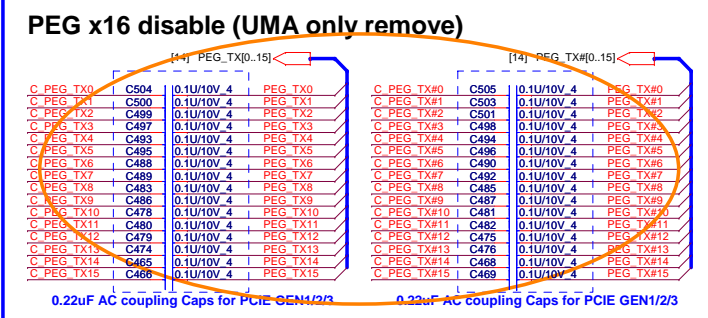 PEG x16 disable (UMA only remove)
[14] PEG_TX[0..15] [14] PEG_TX#[0..15]
C_PEG_TX0 C504 0.1U/10V_4 PEG_TX0 C_PEG_TX#0 C505 0.1U/10V_4 PEG_TX#0
C_PEG_TX1 C500 0.1U/10V_4 PEG_TX1 C_PEG_TX#1 C503 0.1U/10V_4 PEG_TX#1
C_PEG_TX2 C499 0.1U/10V_4 PEG_TX2 C_PEG_TX#2 C501 0.1U/10V_4 PEG_TX#2
C_PEG_TX3 C497 0.1U/10V_4 PEG_TX3 C_PEG_TX#3 C498 0.1U/10V_4 PEG_TX#3
C_PEG_TX4 C493 0.1U/10V_4 PEG_TX4 C_PEG_TX#4 C494 0.1U/10V_4 PEG_TX#4
C_PEG_TX5 C495 0.1U/10V_4 PEG_TX5 C_PEG_TX#5 C496 0.1U/10V_4 PEG_TX#5
C_PEG_TX6 C488 0.1U/10V_4 PEG_TX6 C_PEG_TX#6 C490 0.1U/10V_4 PEG_TX#6
C_PEG_TX7 C489 0.1U/10V_4 PEG_TX7 C_PEG_TX#7 C492 0.1U/10V_4 PEG_TX#7
C_PEG_TX8 C483 0.1U/10V_4 PEG_TX8 C_PEG_TX#8 C485 0.1U/10V_4 PEG_TX#8
C_PEG_TX9 C486 0.1U/10V_4 PEG_TX9 C_PEG_TX#9 C487 0.1U/10V_4 PEG_TX#9
C_PEG_TX10 C478 0.1U/10V_4 PEG_TX10 C_PEG_TX#10 C481 0.1U/10V_4 PEG_TX#10
C_PEG_TX11 C480 0.1U/10V_4 PEG_TX11 C_PEG_TX#11 C482 0.1U/10V_4 PEG_TX#11
C_PEG_TX12 C479 0.1U/10V_4 PEG_TX12 C_PEG_TX#12 C475 0.1U/10V_4 PEG_TX#12
C_PEG_TX13 C474 0.1U/10V_4 PEG_TX13 C_PEG_TX#13 C476 0.1U/10V_4 PEG_TX#13
C_PEG_TX14 C465 0.1U/10V_4 PEG_TX14 C_PEG_TX#14 C468 0.1U/10V_4 PEG_TX#14
C_PEG_TX15 C466 0.1U/10V_4 PEG_TX15 C_PEG_TX#15 C469 0.1U/10V_4 PEG_TX#15
0.22uF AC coupling Caps for PCIE GEN1/2/3 0.22uF AC coupling Caps for PCIE GEN1/2/3